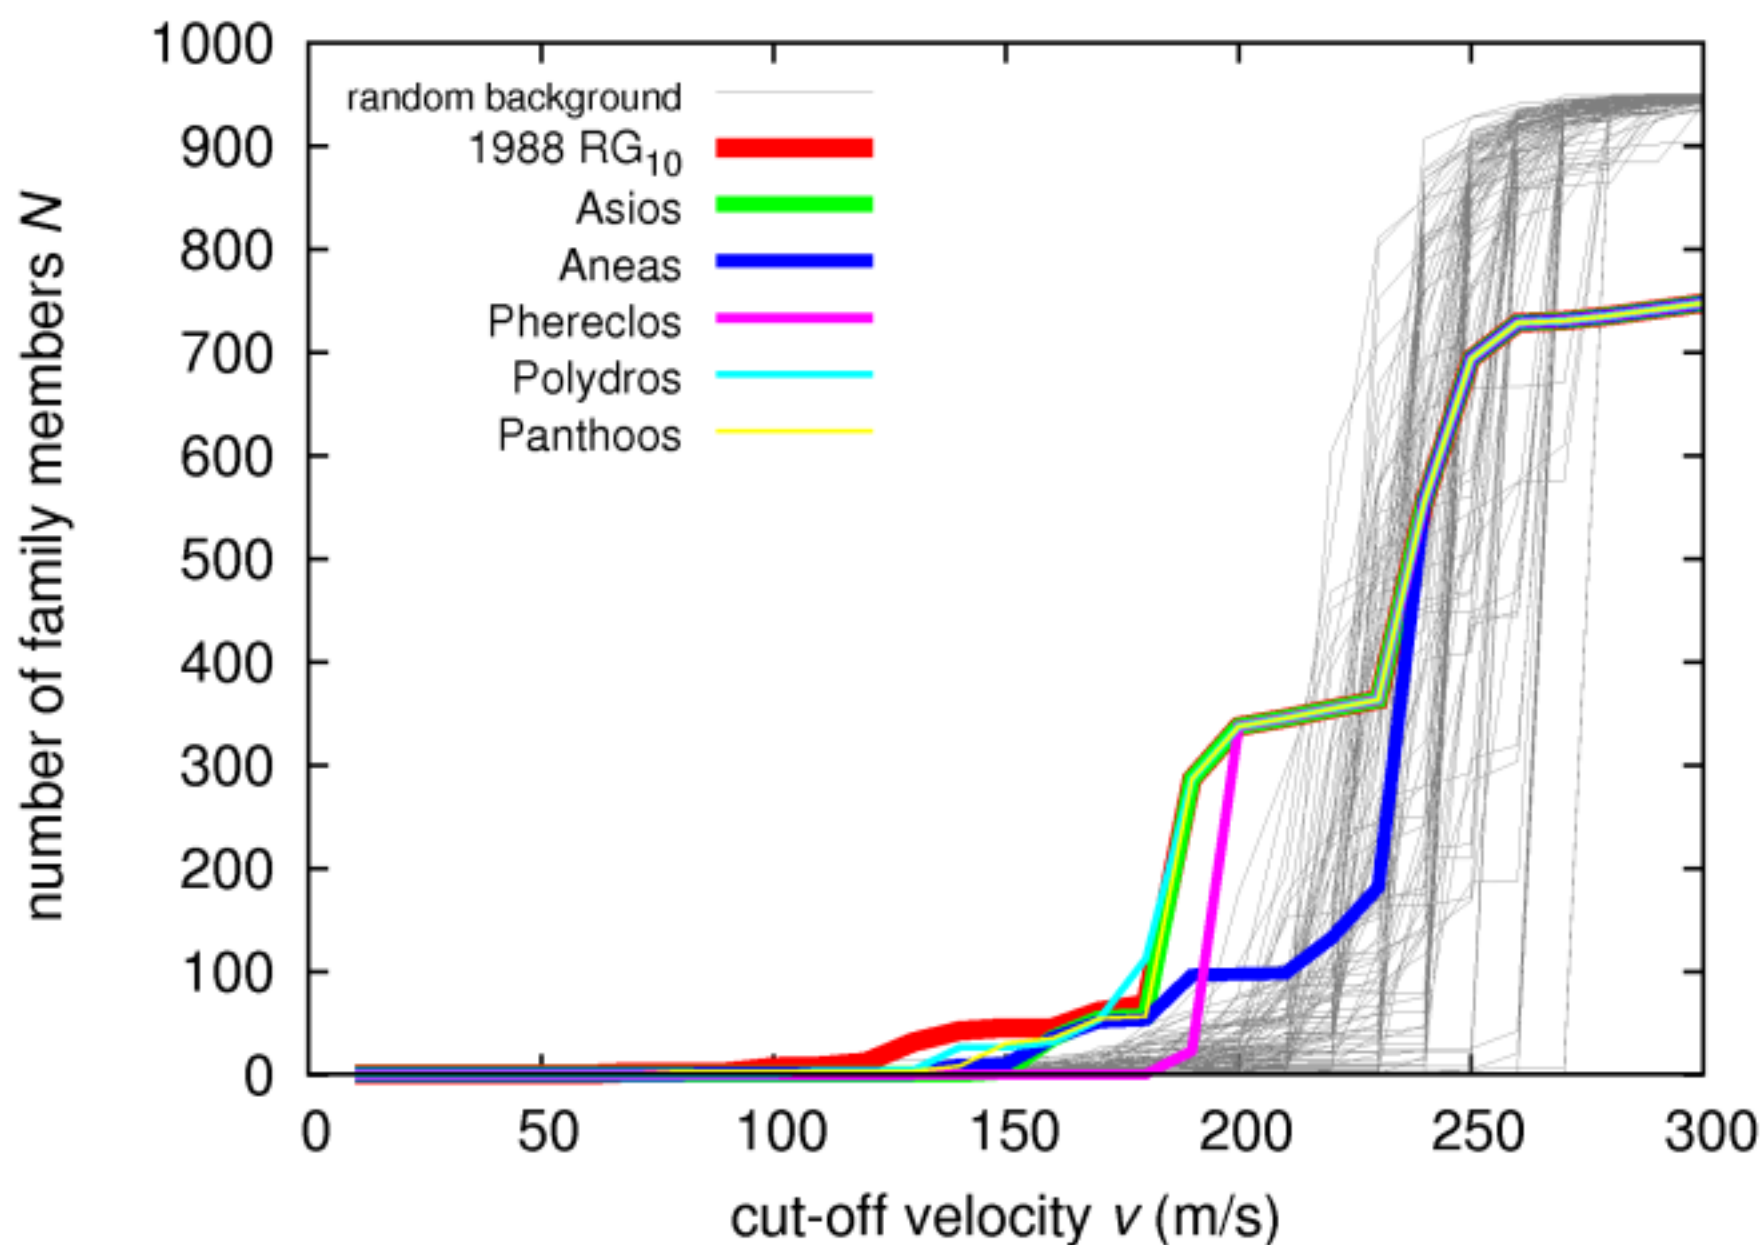 number of family members N
1000
900
800
700
600
500
400
300
200
100
0
random background
1988 RG10
Asios
Aneas
Phereclos
Polydros
Panthoos
0 50 100 150 200 250 300
cut-off velocity v (m/s)